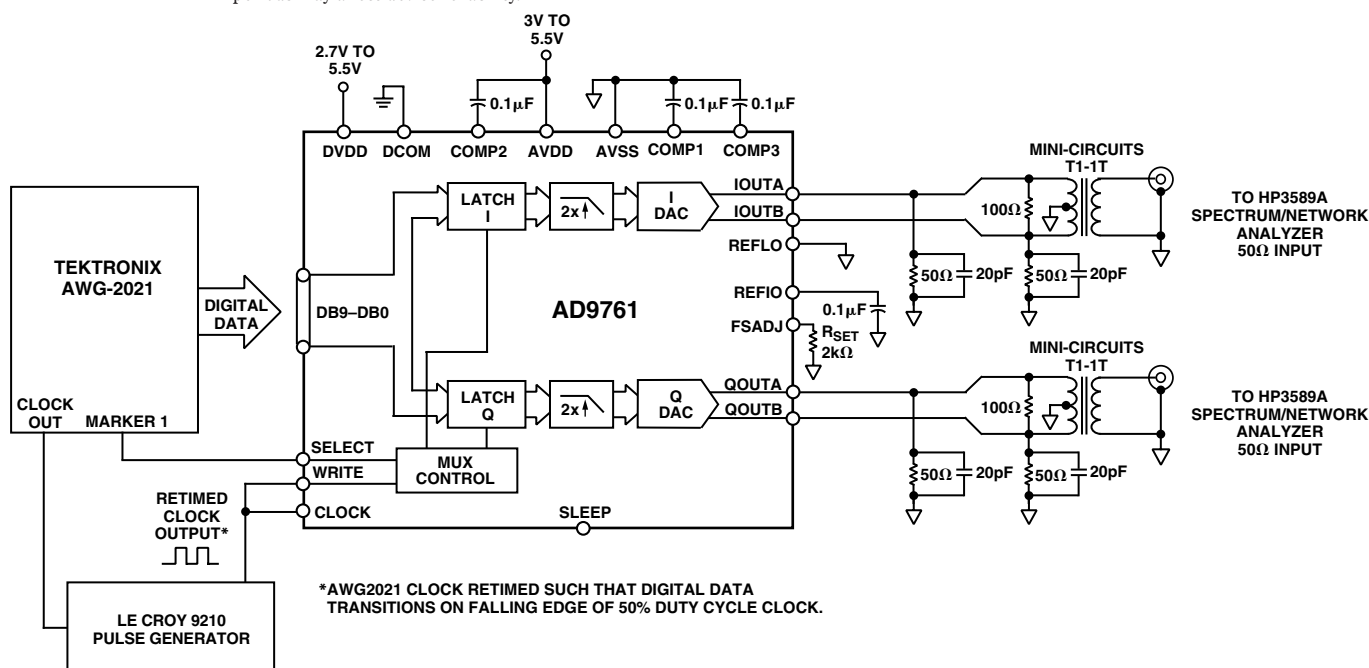 3V TO
5.5V
2.7V TO
5.5V
0.1µF
0.1µF
0.1µF
DVDD
DCOM
COMP2
AVDD
AVSS
COMP1
COMP3
MINI-CIRCUITS
T1-1T
LATCH
I
2x
I
DAC
IOUTA
IOUTB
100Ω
TO HP3589A
SPECTRUM/NETWORK
ANALYZER
50Ω INPUT
REFLO
50Ω
20pF
50Ω
20pF
TEKTRONIX
AWG-2021
DIGITAL
DATA
DB9–DB0
AD9761
REFIO
0.1µF
FSADJ
RSET
2kΩ
MINI-CIRCUITS
T1-1T
LATCH
Q
2x
Q
DAC
QOUTA
QOUTB
100Ω
TO HP3589A
SPECTRUM/NETWORK
ANALYZER
50Ω INPUT
CLOCK
OUT
MARKER 1
SELECT
WRITE
MUX
CONTROL
50Ω
20pF
50Ω
20pF
RETIMED
CLOCK
OUTPUT*
CLOCK
SLEEP
*AWG2021 CLOCK RETIMED SUCH THAT DIGITAL DATA
TRANSITIONS ON FALLING EDGE OF 50% DUTY CYCLE CLOCK.
LE CROY 9210
PULSE GENERATOR